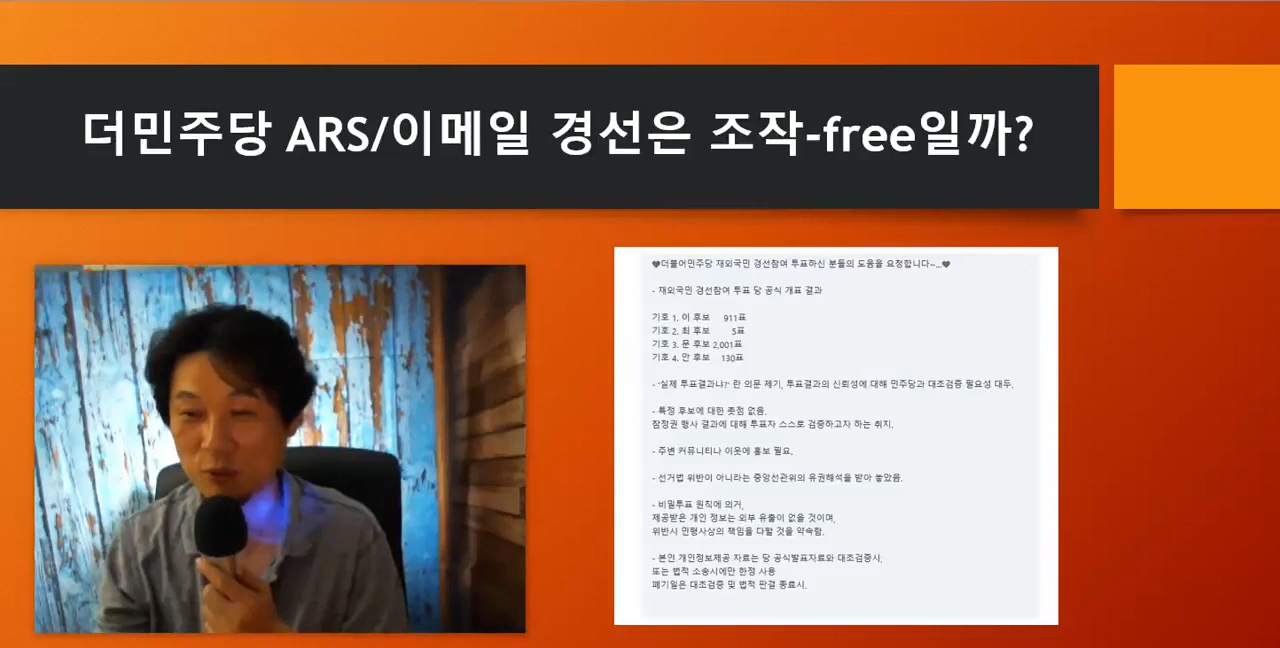 더민주당 ARS/이메일 경선은 조작-free일까?
♥더불어민주당 재외국민 경선참여 투표하신 분들의 도움을 요청합니다~...♥
- 재외국민 경선참여 투표 당 공식 개표 결과
기호 1. 이 후보 911표
기호 2. 최 후보 5표
기호 3. 문 후보 2,001표
기호 4. 안 후보 130표
- '실제 투표결과냐?' 란 의문 제기, 투표결과의 신뢰성에 대해 민주당과 대조검증 필요성 대두.
- 특정 후보에 대한 촛점 없음.
참정권 행사 결과에 대해 투표자 스스로 검증하고자 하는 취지.
- 주변 커뮤니티나 이웃에 홍보 필요.
- 선거법 위반이 아니라는 중앙선관위의 유권해석을 받아 놓았음.
- 비밀투표 원칙에 의거,
제공받은 개인 정보는 외부 유출이 없을 것이며,
위반시 민형사상의 책임을 다할 것을 약속함.
- 본인 개인정보제공 자료는 당 공식발표자료와 대조검증시,
또는 법적 소송시에만 한정 사용
폐기일은 대조검증 및 법적 판결 종료시.